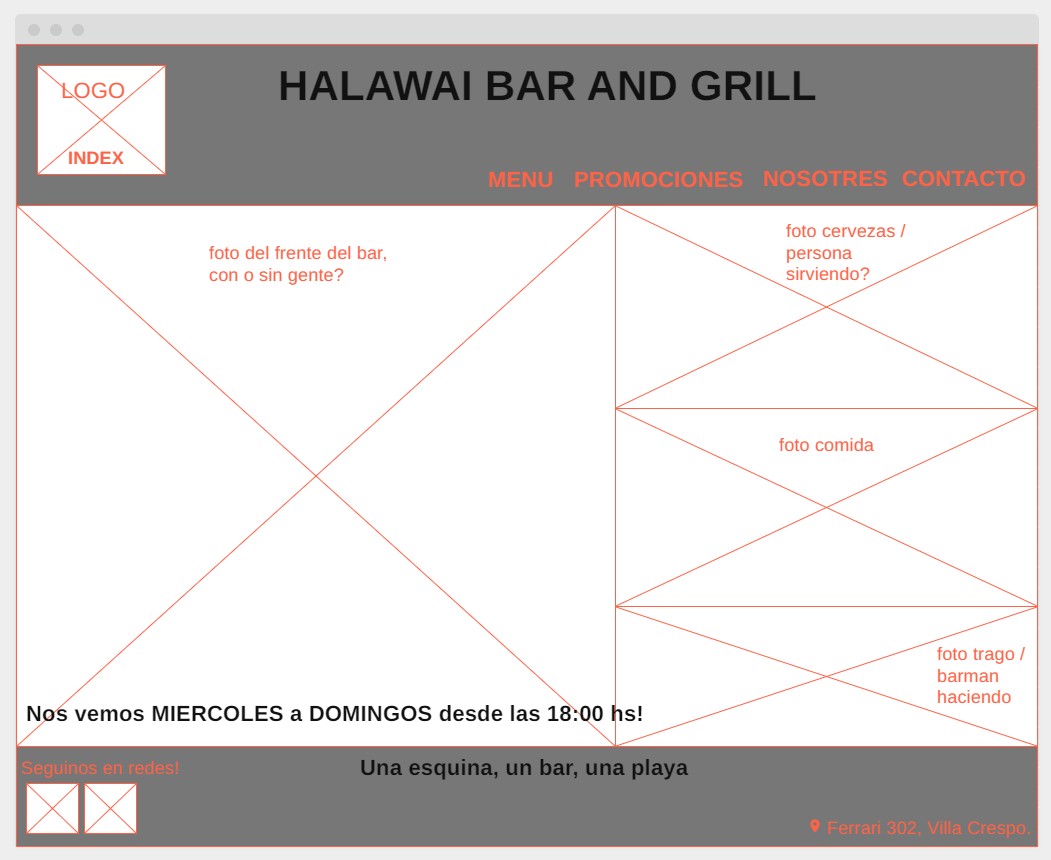 LOGO
INDEX
HALAWAI BAR AND GRILL
MENU PROMOCIONES NOSOTRES CONTACTO
foto del frente del bar,
con o sin gente?
foto cervezas /
persona
sirviendo?
foto comida
foto trago /
barman
haciendo
Nos vemos MIERCOLES a DOMINGOS desde las 18:00 hs!
Seguinos en redes!
Una esquina, un bar, una playa
Ferrari 302, Villa Crespo.